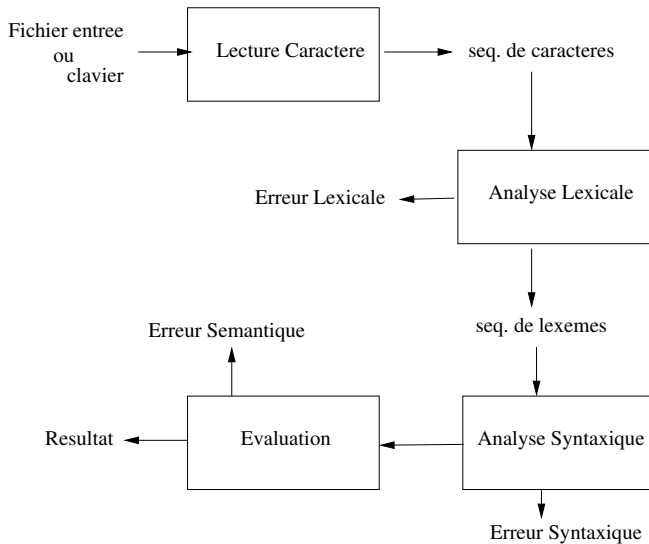 Fichier entree
ou
clavier
Lecture Caractere
seq. de caracteres
Analyse Lexicale
Erreur Lexicale
seq. de lexemes
Erreur Semantique
Resultat
Evaluation
Analyse Syntaxique
Erreur Syntaxique